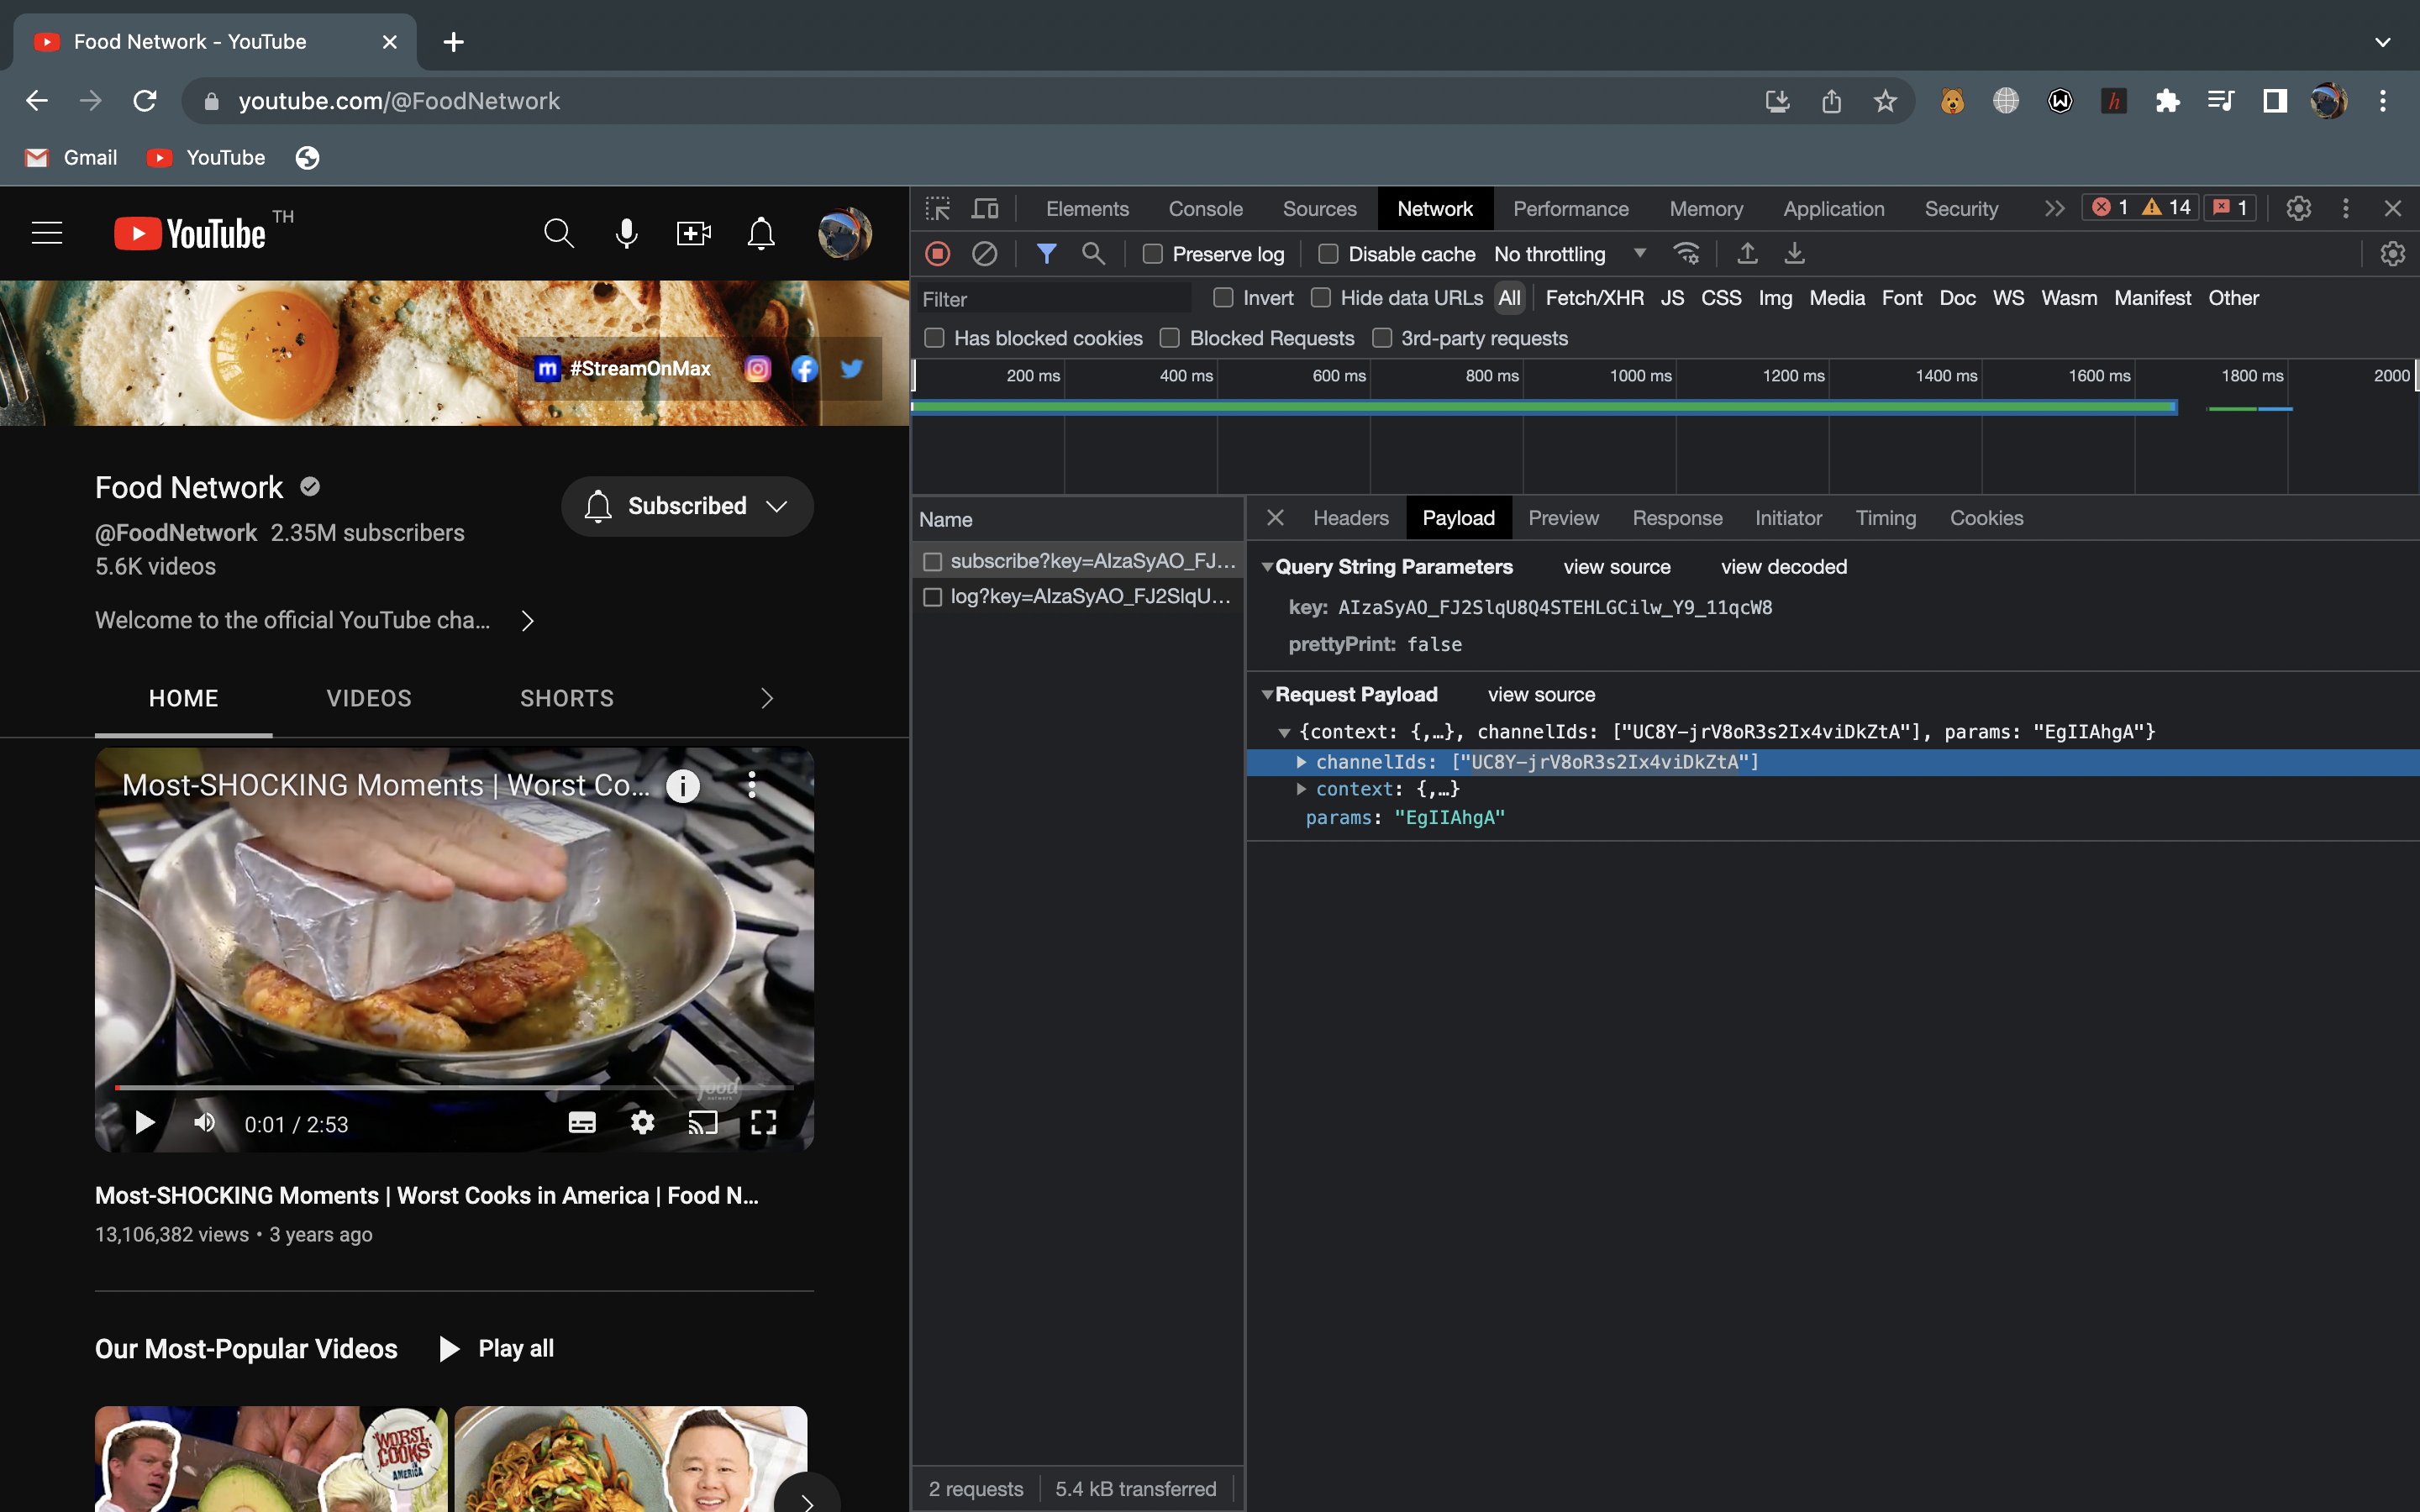 Food Network - YouTube
youtube.com/@FoodNetwork
Gmail YouTube
YouTube TH
#StreamOnMax
Food Network
@FoodNetwork 2.35M subscribers
5.6K videos
Subscribed
Welcome to the official YouTube cha...
HOME VIDEOS SHORTS
Most-SHOCKING Moments | Worst Co...
food
network
0:01 / 2:53
Most-SHOCKING Moments | Worst Cooks in America | Food N...
13,106,382 views • 3 years ago
Our Most-Popular Videos Play all
WORST
COOKS
IN
AMERICA
Elements Console Sources Network Performance Memory Application Security 1 14 1
Preserve log Disable cache No throttling
Filter Invert Hide data URLs All Fetch/XHR JS CSS Img Media Font Doc WS Wasm Manifest Other
Has blocked cookies Blocked Requests 3rd-party requests
200 ms 400 ms 600 ms 800 ms 1000 ms 1200 ms 1400 ms 1600 ms 1800 ms 2000
Name
subscribe?key=AIzaSyAO_FJ...
log?key=AIzaSyAO_FJ2SlqU...
Headers Payload Preview Response Initiator Timing Cookies
Query String Parameters view source view decoded
key: AIzaSyAO_FJ2SlqU8Q4STEHLGCilw_Y9_11qcW8
prettyPrint: false
Request Payload view source
{context: {,…}, channelIds: ["UC8Y-jrV8oR3s2Ix4viDkZtA"], params: "EgIIAhgA"}
channelIds: ["UC8Y-jrV8oR3s2Ix4viDkZtA"]
context: {,…}
params: "EgIIAhgA"
2 requests 5.4 kB transferred